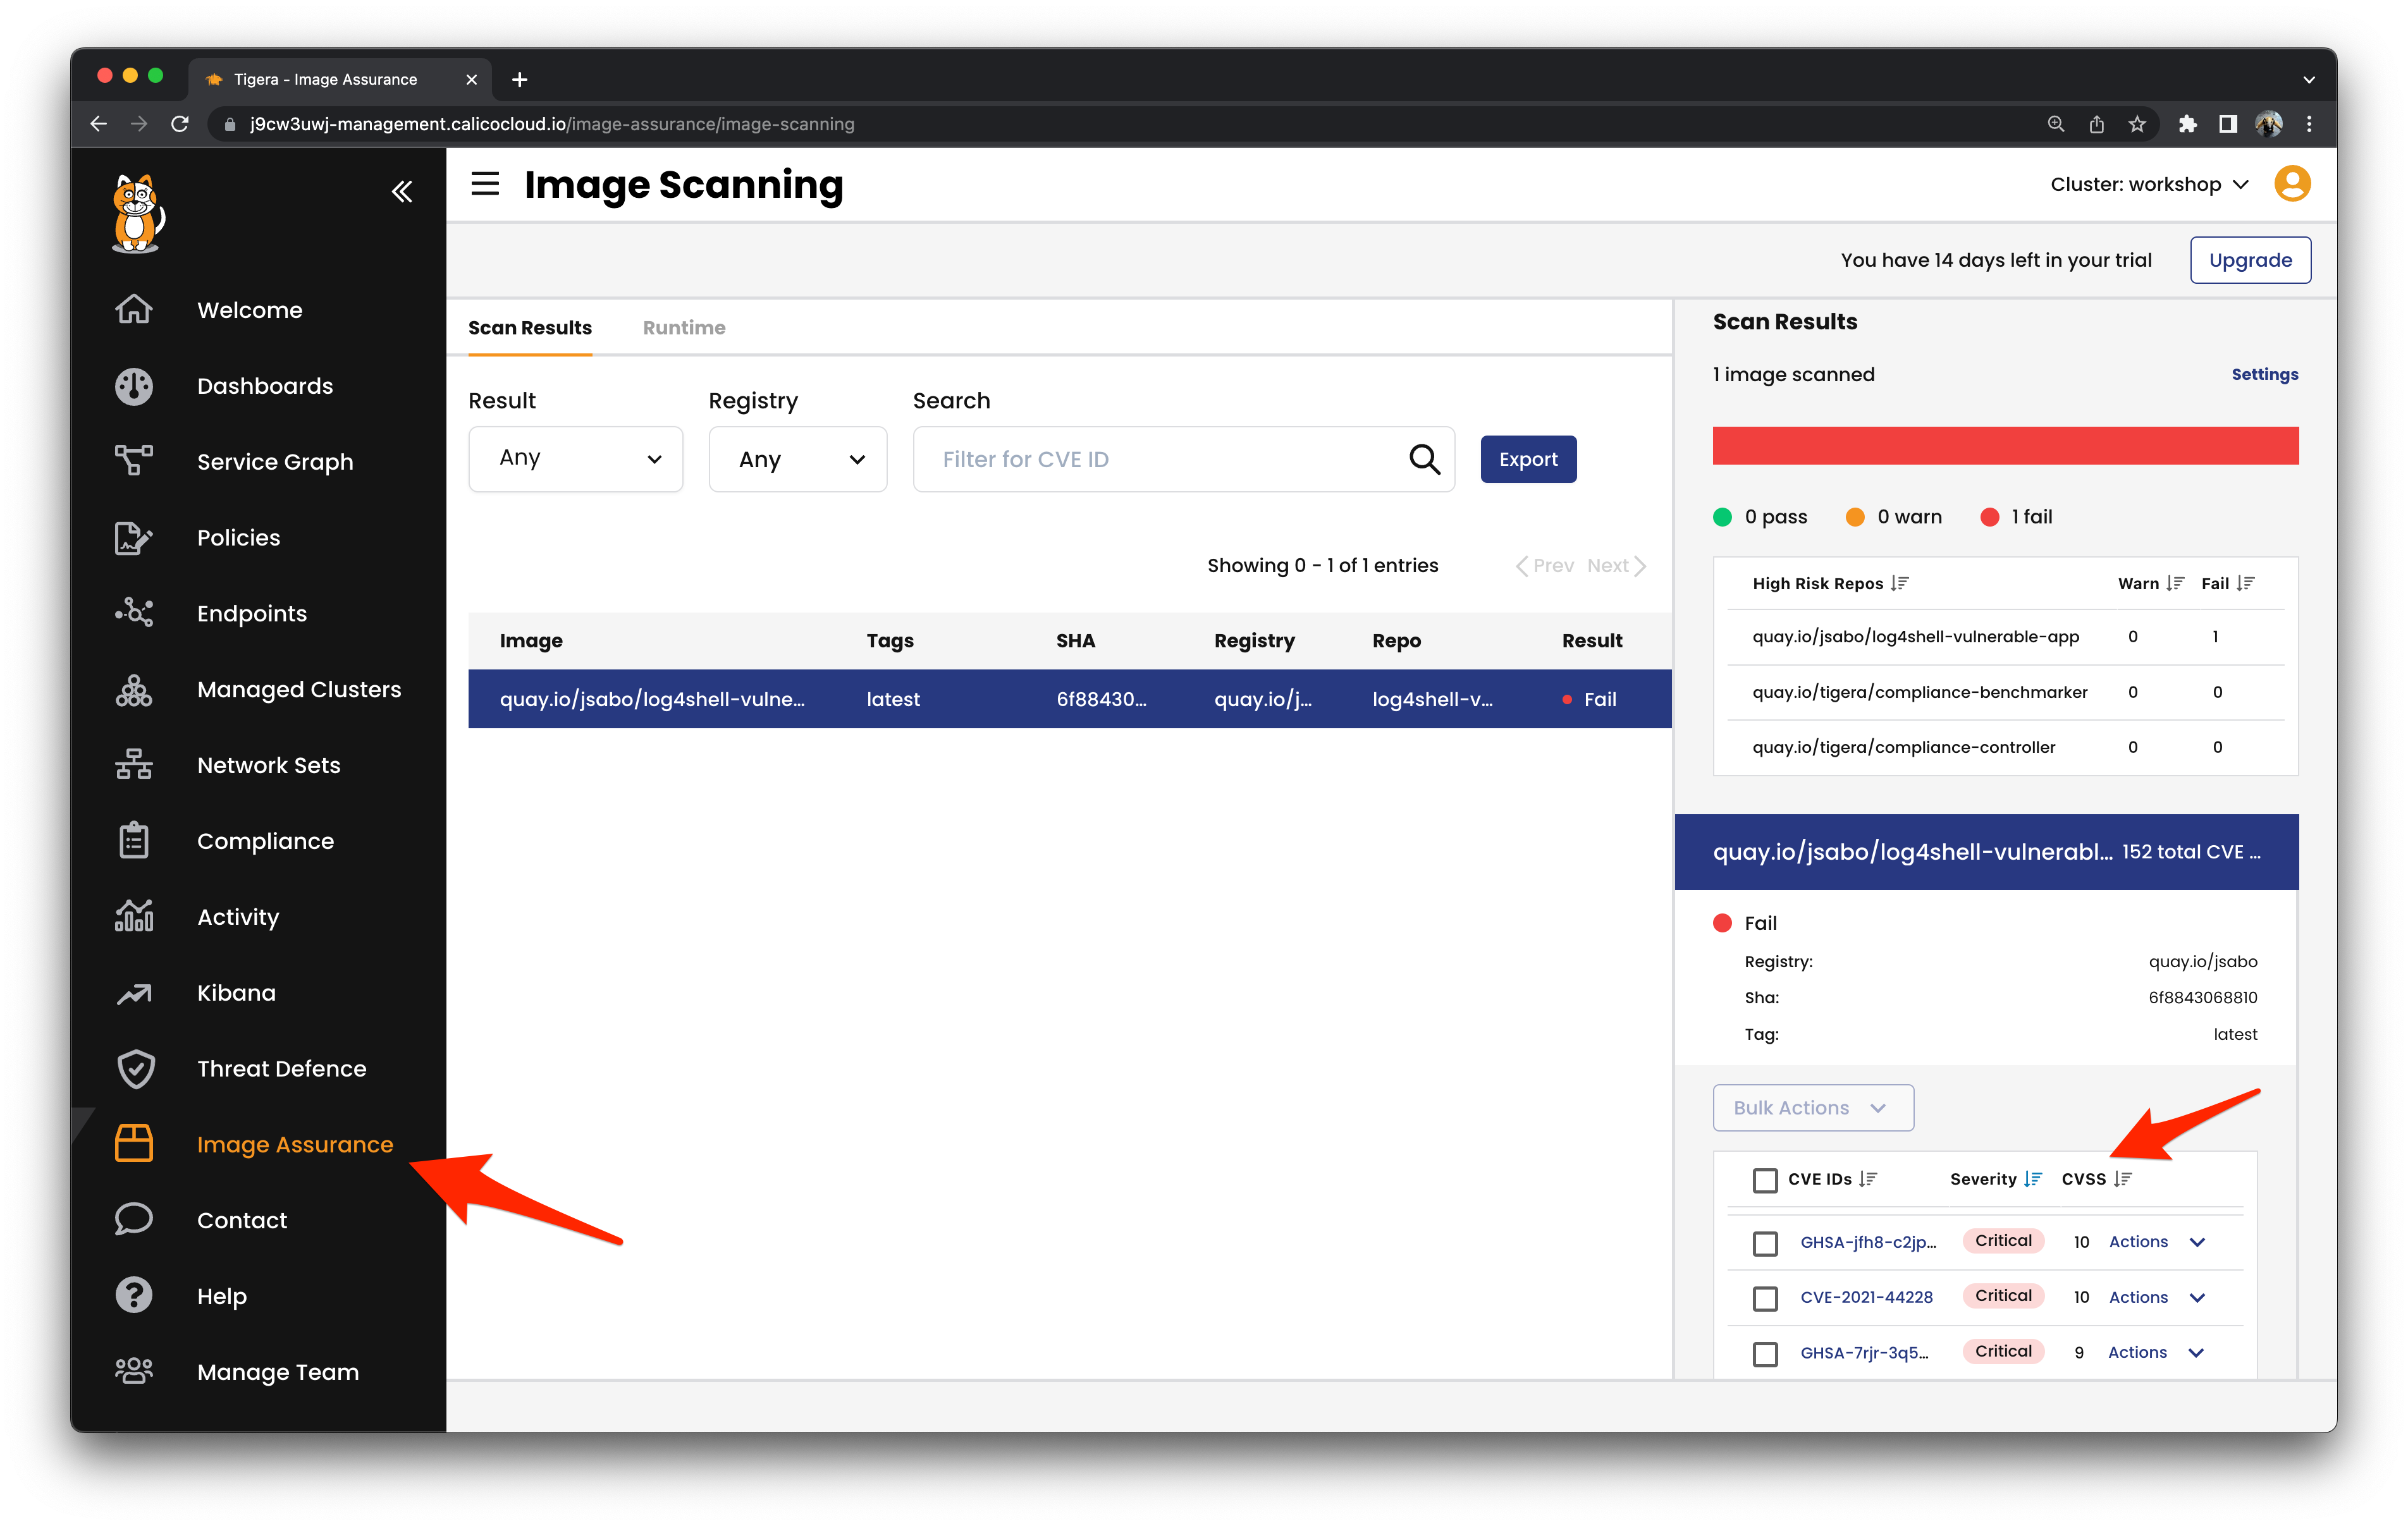 Tigera - Image Assurance
j9cw3uwj-management.calicocloud.io/image-assurance/image-scanning
Image Scanning
Cluster: workshop
You have 14 days left in your trial
Upgrade
Welcome
Dashboards
Service Graph
Policies
Endpoints
Managed Clusters
Network Sets
Compliance
Activity
Kibana
Threat Defence
Image Assurance
Contact
Help
Manage Team
Scan Results Runtime
Result Registry Search
Any Any Filter for CVE ID Export
Showing 0 - 1 of 1 entries Prev Next
Image Tags SHA Registry Repo Result
quay.io/jsabo/log4shell-vulne... latest 6f88430... quay.io/j... log4shell-v... Fail
Scan Results
1 image scanned Settings
0 pass 0 warn 1 fail
High Risk Repos Warn Fail
quay.io/jsabo/log4shell-vulnerable-app 0 1
quay.io/tigera/compliance-benchmarker 0 0
quay.io/tigera/compliance-controller 0 0
quay.io/jsabo/log4shell-vulnerabl... 152 total CVE ...
Fail
Registry: quay.io/jsabo
Sha: 6f8843068810
Tag: latest
Bulk Actions
CVE IDs Severity CVSS
GHSA-jfh8-c2jp... Critical 10 Actions
CVE-2021-44228 Critical 10 Actions
GHSA-7rjr-3q5... Critical 9 Actions